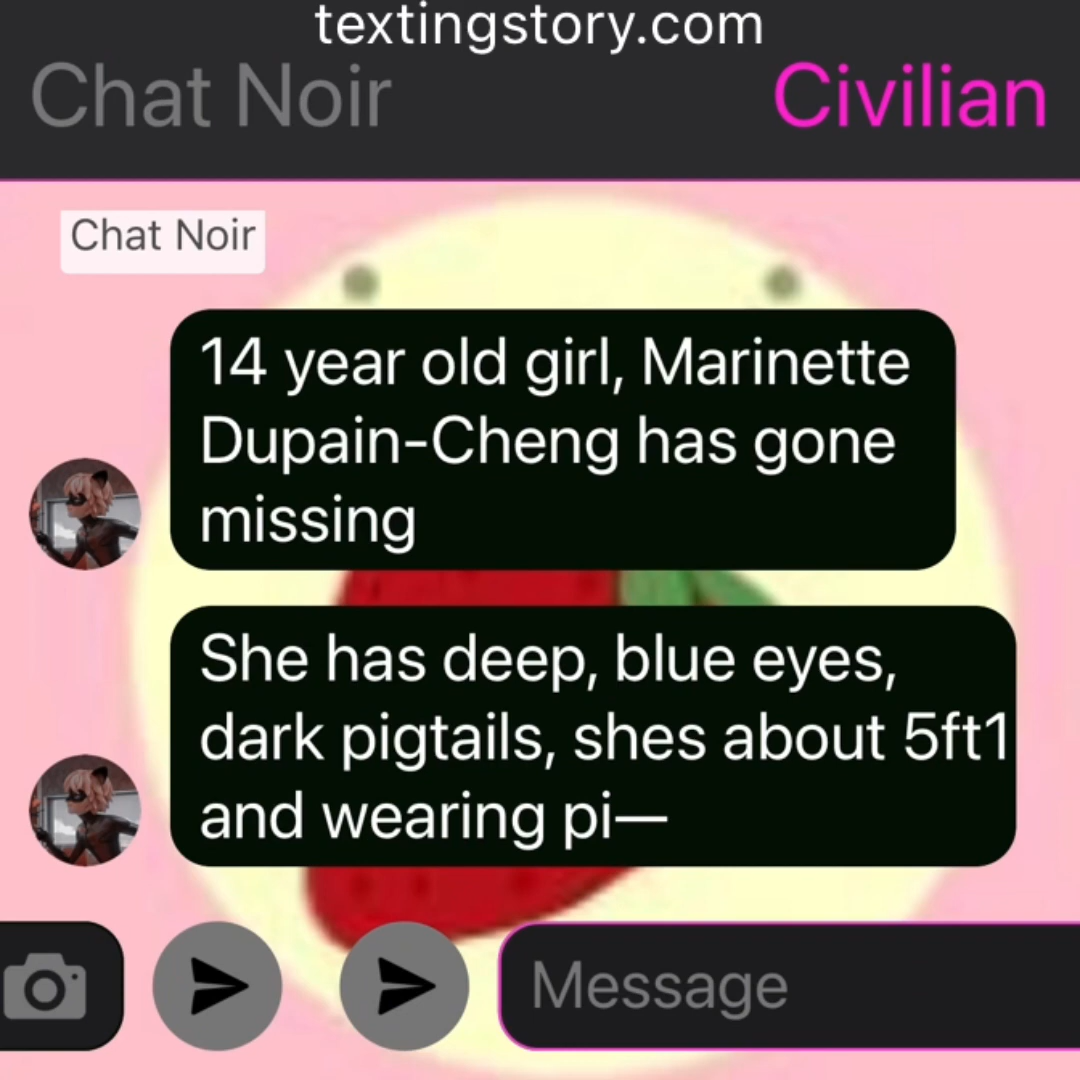 textingstory.com
Chat Noir
Civilian
Chat Noir
14 year old girl, Marinette
Dupain-Cheng has gone
missing
She has deep, blue eyes,
dark pigtails, shes about 5ft1
and wearing pi—
Message